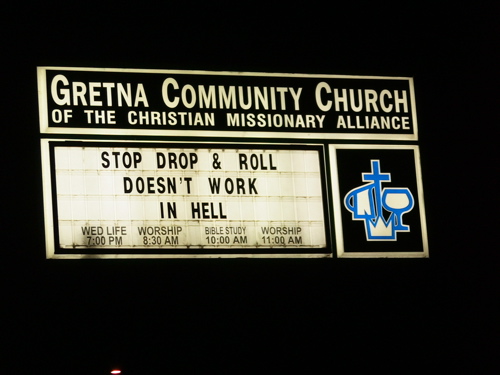 GRETNA COMMUNITY CHURCH
OF THE CHRISTIAN MISSIONARY ALLIANCE
STOP DROP & ROLL
DOESN'T WORK
IN HELL
WED LIFE WORSHIP BIBLE STUDY WORSHIP
7:00 PM 8:30 AM 10:00 AM 11:00 AM